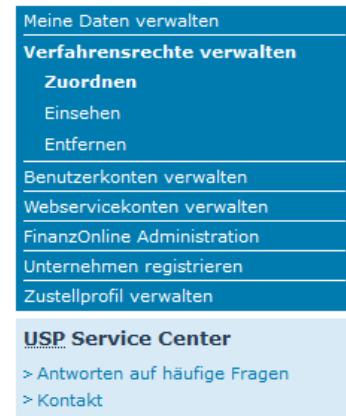 Meine Daten verwalten
Verfahrensrechte verwalten
Zuordnen
Einsehen
Entfernen
Benutzerkonten verwalten
Webservicekonten verwalten
FinanzOnline Administration
Unternehmen registrieren
Zustellprofil verwalten
USP Service Center
> Antworten auf häufige Fragen
> Kontakt